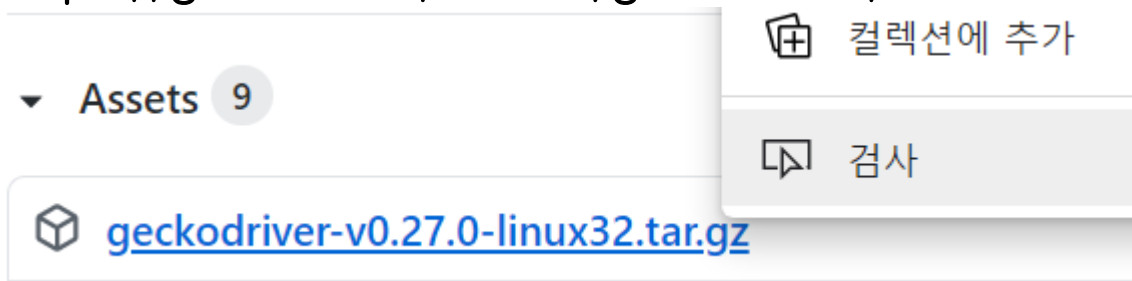 컬렉션에 추가
Assets 9
검사
geckodriver-v0.27.0-linux32.tar.gz